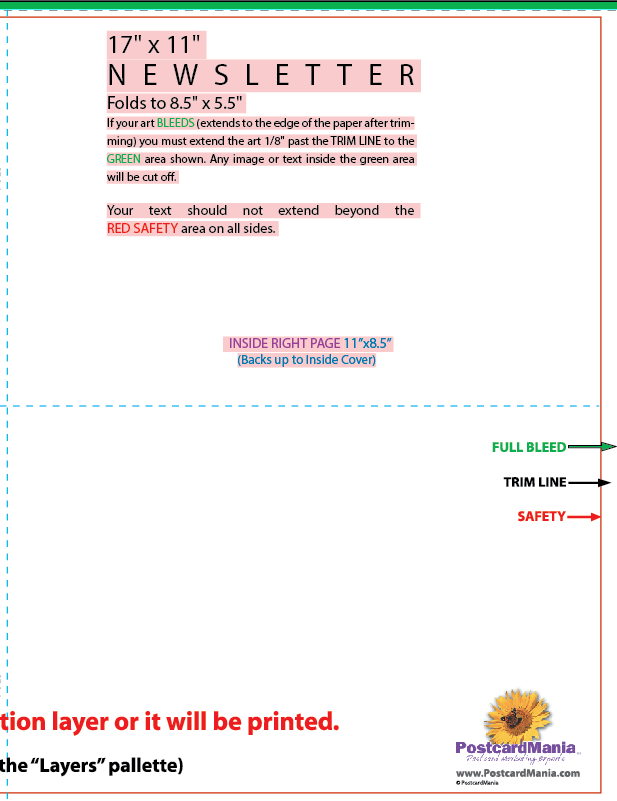 17" x 11"
NEWSLETTER
Folds to 8.5" x 5.5"
If your art BLEEDS (extends to the edge of the paper after trim-
ming) you must extend the art 1/8" past the TRIM LINE to the
GREEN area shown. Any image or text inside the green area
will be cut off.
Your text should not extend beyond the
RED SAFETY area on all sides.
INSIDE RIGHT PAGE 11”x8.5”
(Backs up to Inside Cover)
FULL BLEED
TRIM LINE
SAFETY
tion layer or it will be printed.
the “Layers” pallette)
PostcardMania
Postcard Marketing Experts
www.PostcardMania.com
© PostcardMania